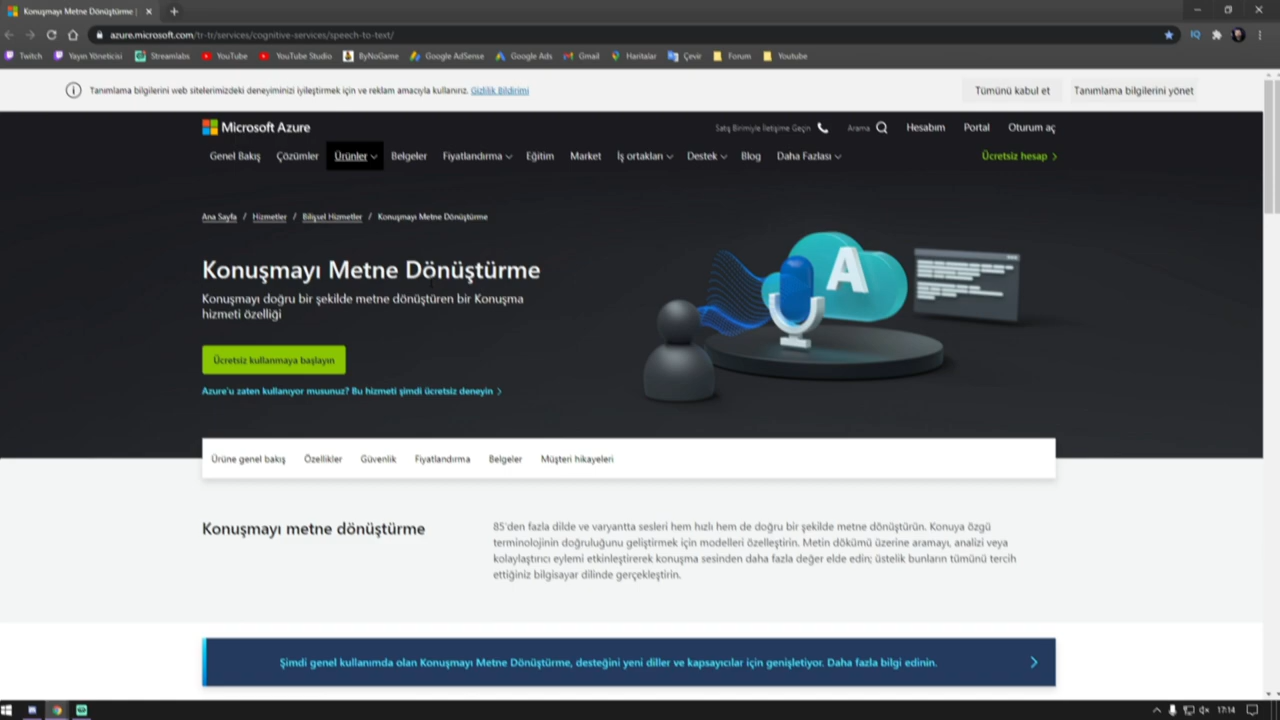 Konuşmayı Metne Dönüştürme |
azure.microsoft.com/tr-tr/services/cognitive-services/speech-to-text/
Twitch Yayın Yöneticisi Streamlabs YouTube YouTube Studio ByNoGame Google AdSense Google Ads Gmail Haritalar Çevir Forum Youtube
Tanımlama bilgilerini web sitelerimizdeki deneyiminizi iyileştirmek için ve reklam amacıyla kullanırız. Gizlilik Bildirimi
Tümünü kabul et Tanımlama bilgilerini yönet
Microsoft Azure
Satış Birimiyle İletişime Geçin Arama Hesabım Portal Oturum aç
Genel Bakış Çözümler Ürünler Belgeler Fiyatlandırma Eğitim Market İş ortakları Destek Blog Daha Fazlası Ücretsiz hesap >
Ana Sayfa / Hizmetler / Bilişsel Hizmetler / Konuşmayı Metne Dönüştürme
Konuşmayı Metne Dönüştürme
Konuşmayı doğru bir şekilde metne dönüştüren bir Konuşma
hizmeti özelliği
A
Ücretsiz kullanmaya başlayın
Azure'u zaten kullanıyor musunuz? Bu hizmeti şimdi ücretsiz deneyin >
Ürüne genel bakış Özellikler Güvenlik Fiyatlandırma Belgeler Müşteri hikayeleri
Konuşmayı metne dönüştürme
85'den fazla dilde ve varyantta sesleri hem hızlı hem de doğru bir şekilde metne dönüştürün. Konuya özgü
terminolojinin doğruluğunu geliştirmek için modelleri özelleştirin. Metin dökümü üzerine aramayı, analizi veya
kolaylaştırıcı eylemi etkinleştirerek konuşma sesinden daha fazla değer elde edin; üstelik bunların tümünü tercih
ettiğiniz bilgisayar dilinde gerçekleştirin.
Şimdi genel kullanımda olan Konuşmayı Metne Dönüştürme, desteğini yeni diller ve kapsayıcılar için genişletiyor. Daha fazla bilgi edinin.
17:14